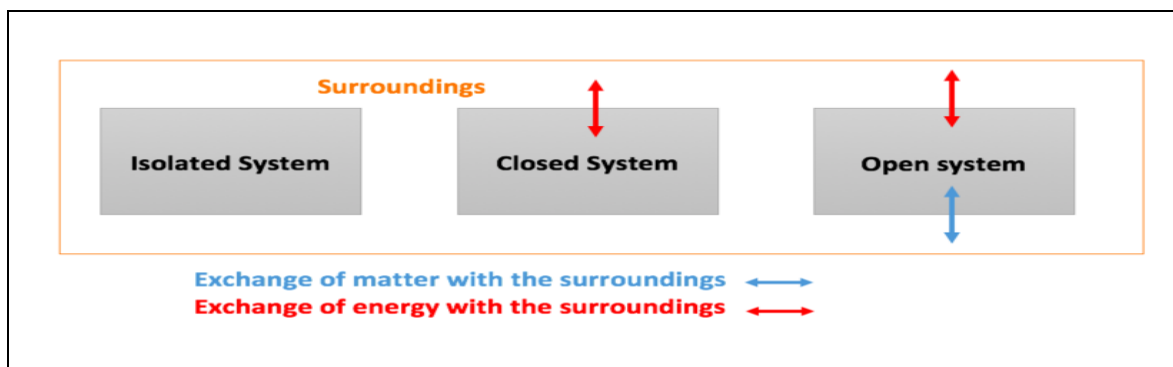 Surroundings
Isolated System
Closed System
Open system
Exchange of matter with the surroundings
Exchange of energy with the surroundings